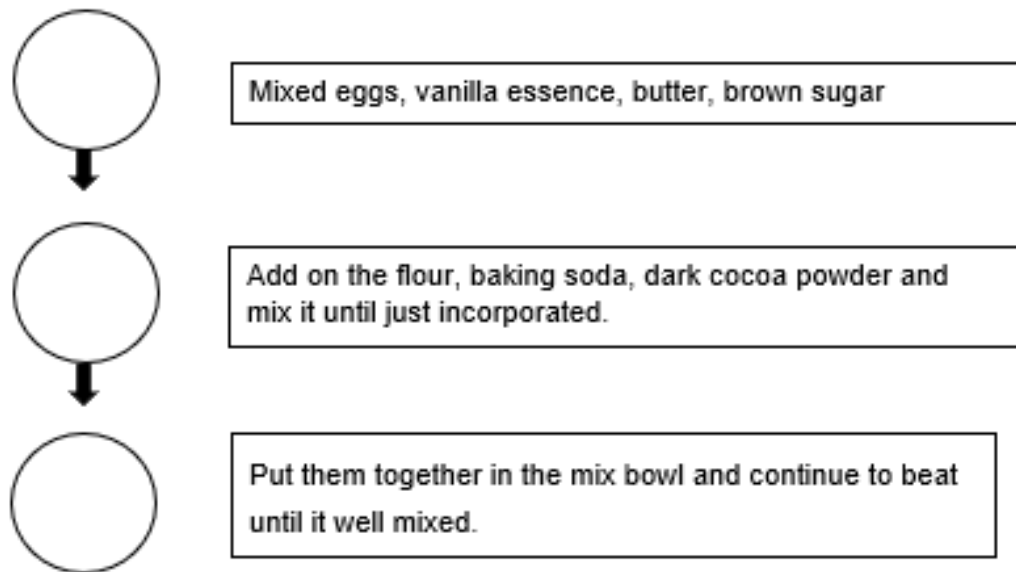 Mixed eggs, vanilla essence, butter, brown sugar
Add on the flour, baking soda, dark cocoa powder and
mix it until just incorporated.
Put them together in the mix bowl and continue to beat
until it well mixed.